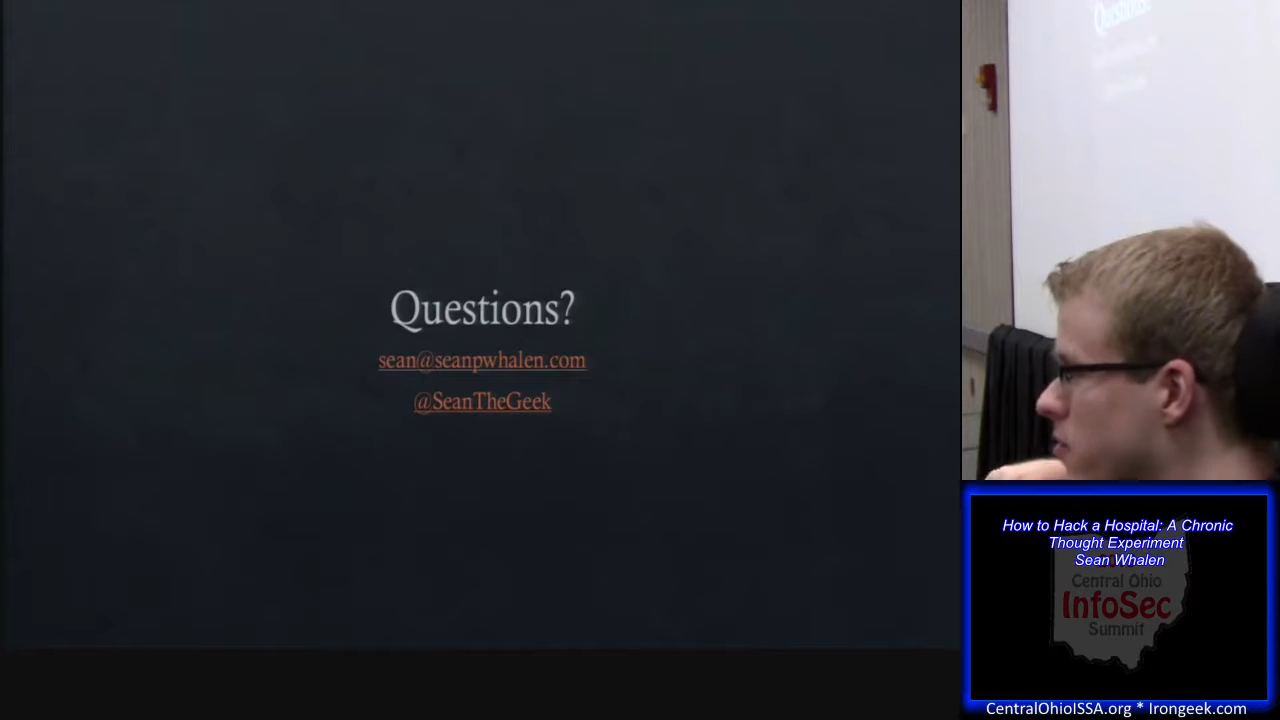 Questions?
sean@seanpwhalen.com
@SeanTheGeek
Questions?
How to Hack a Hospital: A Chronic
Thought Experiment
Sean Whalen
Central Ohio
InfoSec
Summit
CentralOhioISSA.org * Irongeek.com